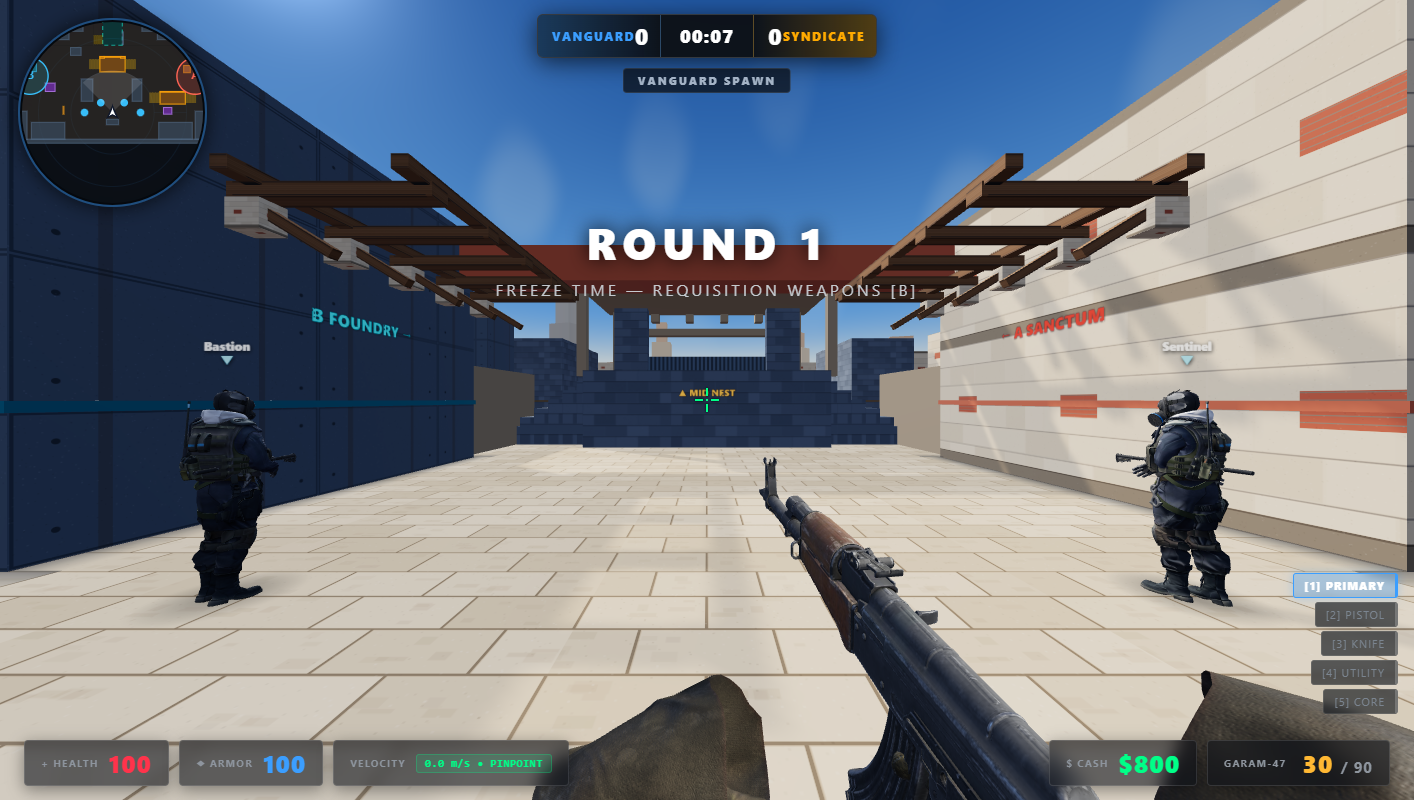 VANGUARD 0 00:07 0 SYNDICATE
VANGUARD SPAWN
ROUND 1
FREEZE TIME — REQUISITION WEAPONS [B]
B FOUNDRY
A SANCTUM
Bastion
Sentinel
▲ MID NEST
[1] PRIMARY
[2] PISTOL
[3] KNIFE
[4] UTILITY
[5] CORE
+ HEALTH 100
◆ ARMOR 100
VELOCITY 0.0 m/s • PINPOINT
$ CASH $800
GARAM-47 30 / 90